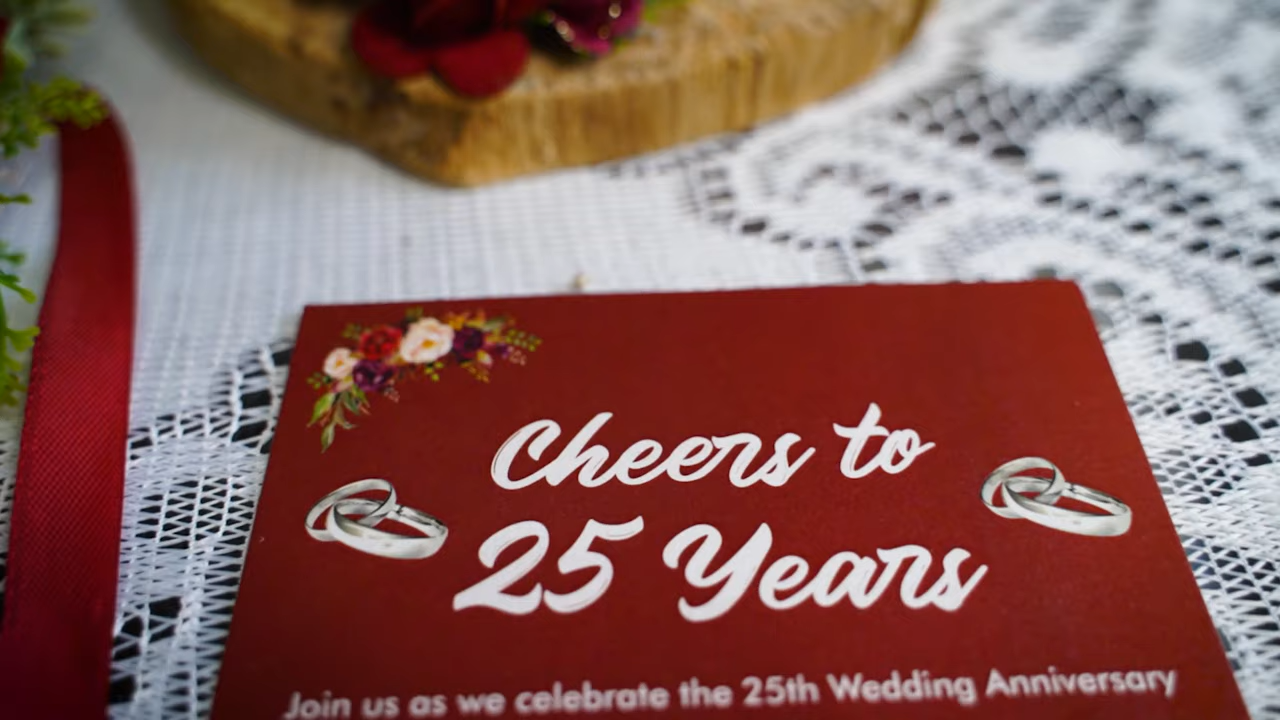 Cheers to
25 Years
Join us as we celebrate the 25th Wedding Anniversary